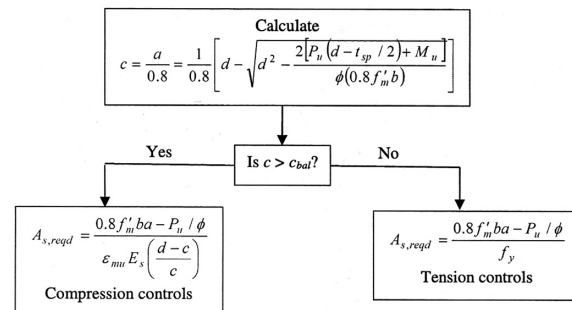 Calculate
c = a/0.8 = 1/0.8 [d − √(d² − 2[P_u(d − t_sp/2) + M_u]/(ϕ(0.8f′_m b)))]
Yes
Is c > c_bal?
No
A_s,reqd = (0.8f′_m ba − P_u / ϕ)/(ε_mu E_s((d − c)/c))
Compression controls
A_s,reqd = (0.8f′_m ba − P_u / ϕ)/f_y
Tension controls